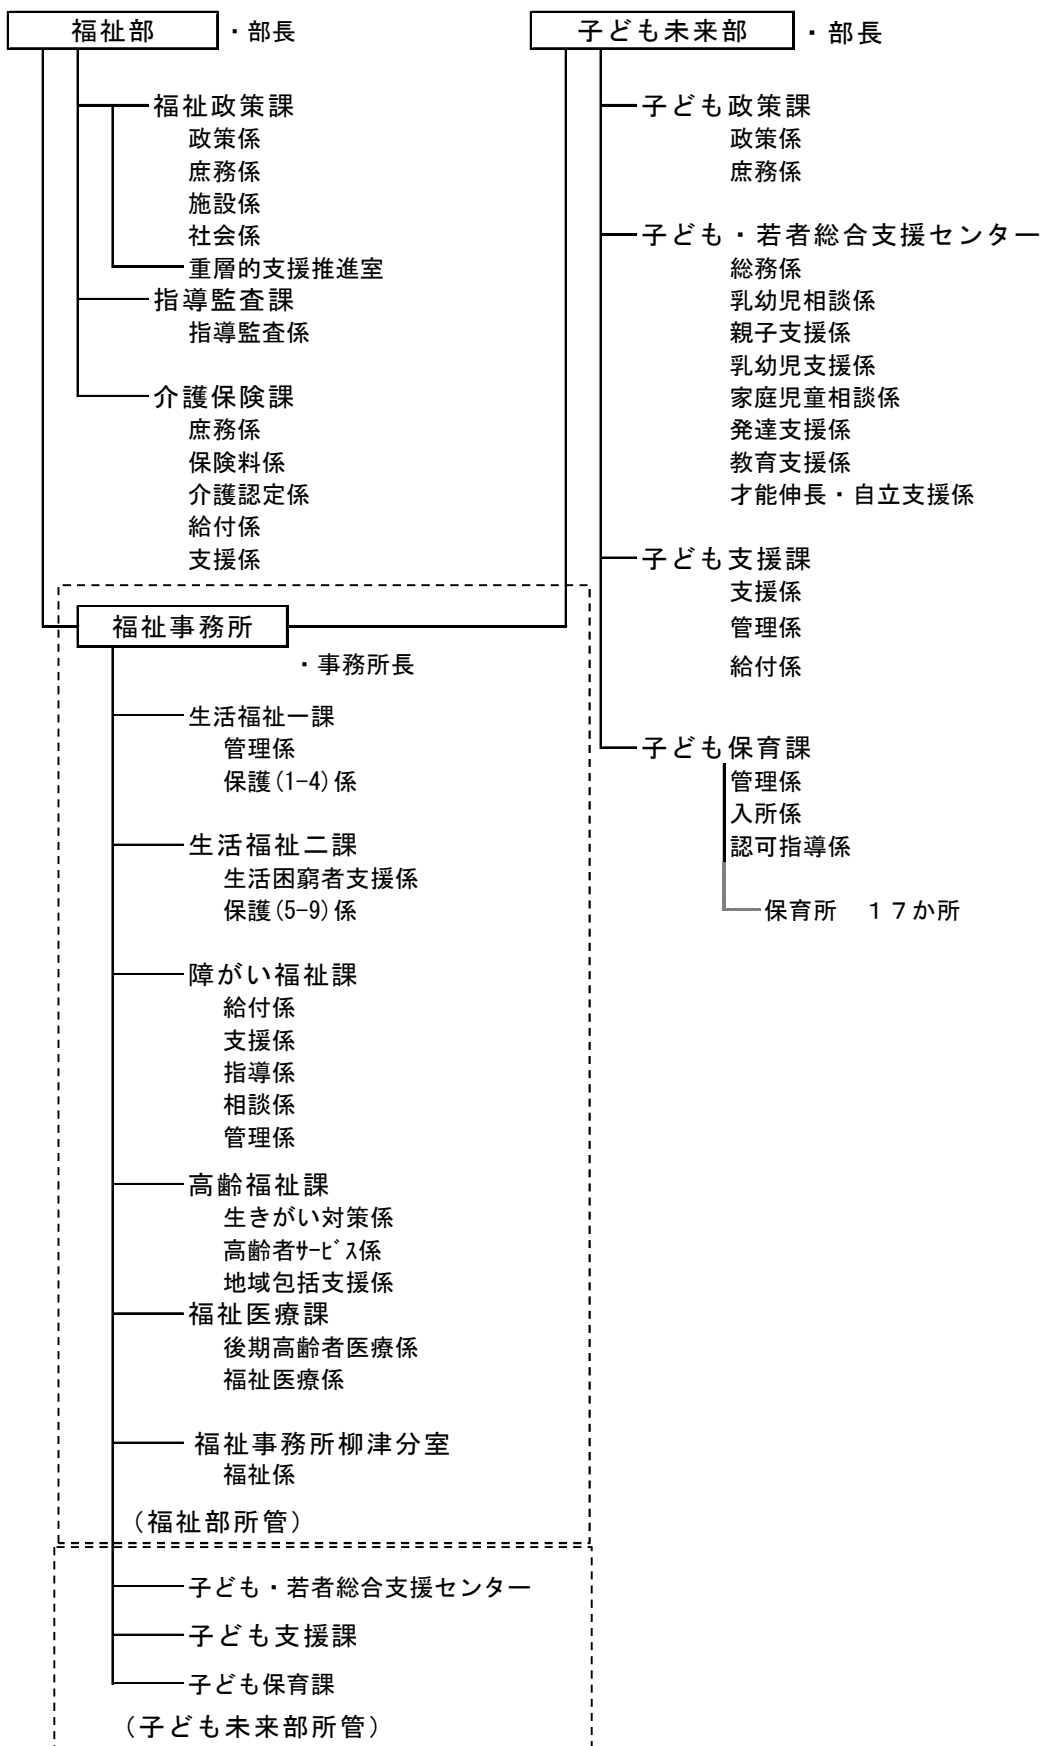 福祉部 ・部長
福祉政策課
政策係
庶務係
施設係
社会係
重層的支援推進室
指導監査課
指導監査係
介護保険課
庶務係
保険料係
介護認定係
給付係
支援係
福祉事務所
・事務所長
生活福祉一課
管理係
保護(1-4)係
生活福祉二課
生活困窮者支援係
保護(5-9)係
障がい福祉課
給付係
支援係
指導係
相談係
管理係
高齢福祉課
生きがい対策係
高齢者ｻｰﾋﾞｽ係
地域包括支援係
福祉医療課
後期高齢者医療係
福祉医療係
福祉事務所柳津分室
福祉係
（福祉部所管）
子ども・若者総合支援センター
子ども支援課
子ども保育課
（子ども未来部所管）
子ども未来部 ・部長
子ども政策課
政策係
庶務係
子ども・若者総合支援センター
総務係
乳幼児相談係
親子支援係
乳幼児支援係
家庭児童相談係
発達支援係
教育支援係
才能伸長・自立支援係
子ども支援課
支援係
管理係
給付係
子ども保育課
管理係
入所係
認可指導係
保育所　１７か所